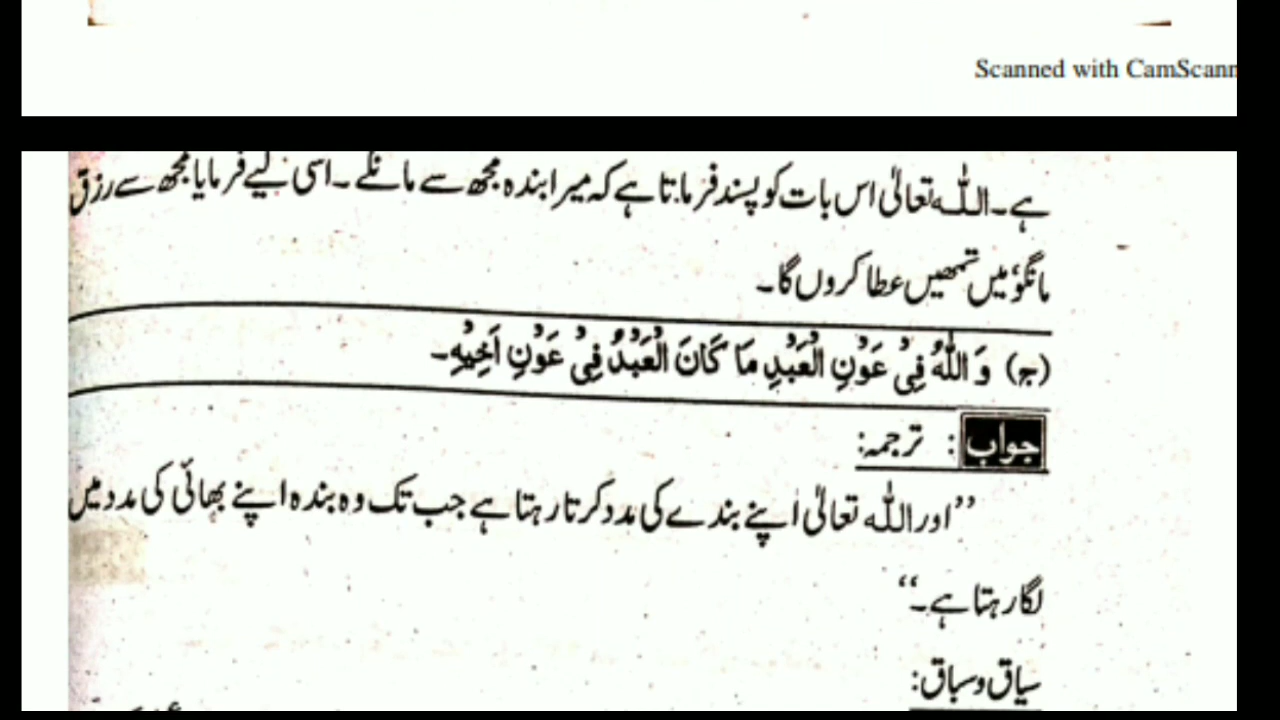 Scanned with CamScann
ہے۔ اللہ تعالیٰ اس بات کو پسند فرماتا ہے کہ میرا بندہ مجھ سے مانگے۔ اسی لیے فرمایا مجھ سے رزق
مانگو، میں تمھیں عطا کروں گا۔
(ج) وَ اللّٰهُ فِیْ عَوْنِ الْعَبْدِ مَا كَانَ الْعَبْدُ فِیْ عَوْنِ اَخِیْهِ۔
جواب : ترجمہ:
”اور اللہ تعالیٰ اپنے بندے کی مدد کرتا رہتا ہے جب تک وہ بندہ اپنے بھائی کی مدد میں
لگا رہتا ہے۔“
سیاق و سباق: